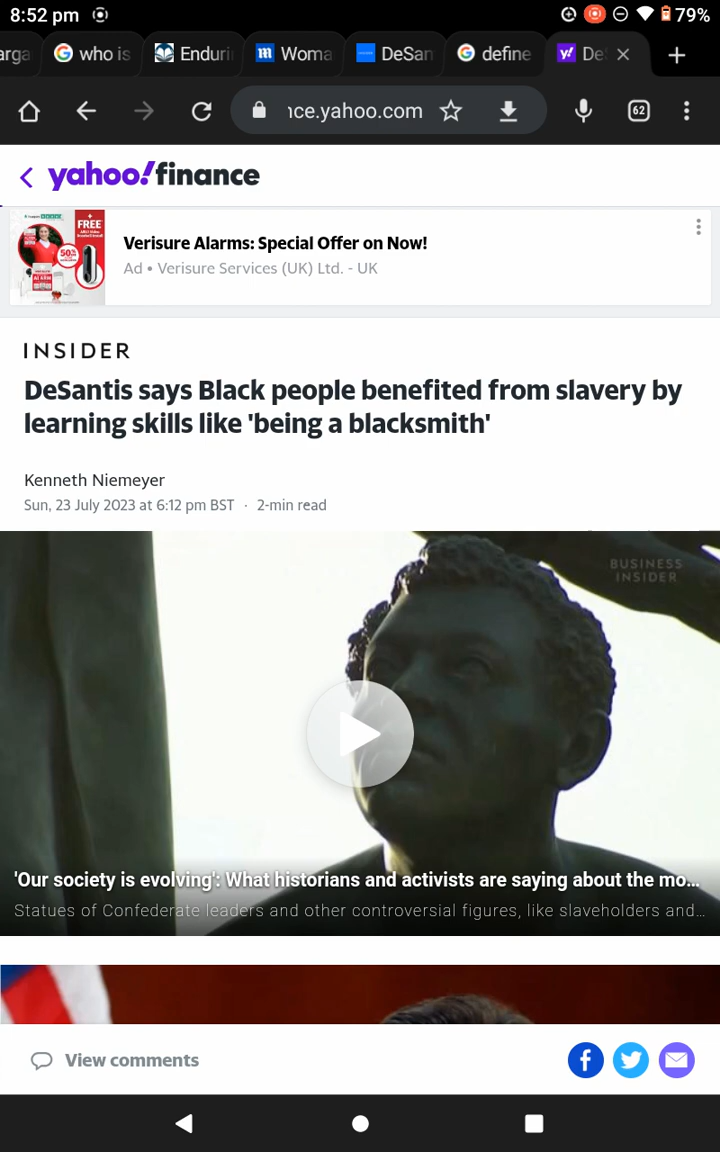 8:52 pm 79%
who is Enduri Woma DeSan define De
nce.yahoo.com 62
yahoo!finance
FREE
50%
Verisure Alarms: Special Offer on Now!
Ad • Verisure Services (UK) Ltd. - UK
INSIDER
DeSantis says Black people benefited from slavery by
learning skills like 'being a blacksmith'
Kenneth Niemeyer
Sun, 23 July 2023 at 6:12 pm BST · 2-min read
BUSINESS
INSIDER
'Our society is evolving': What historians and activists are saying about the mo...
Statues of Confederate leaders and other controversial figures, like slaveholders and...
View comments